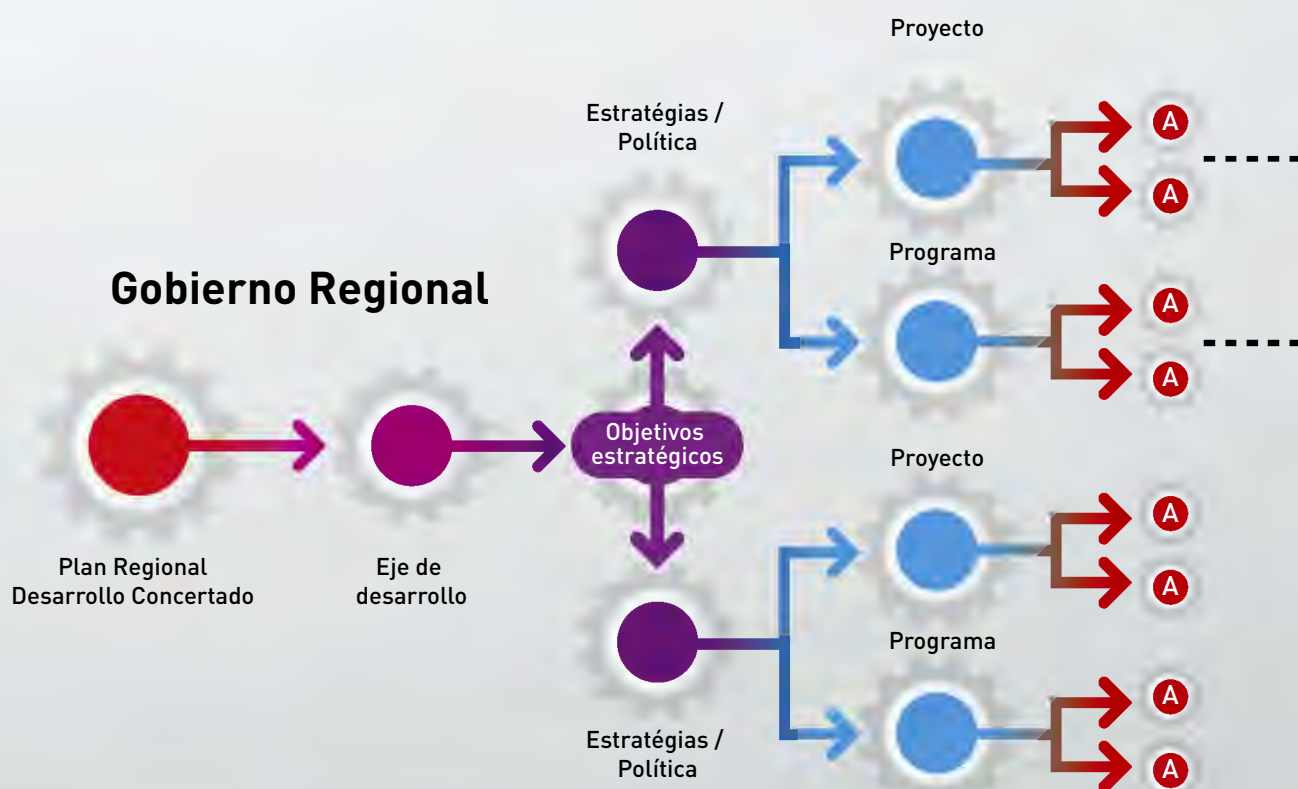 Proyecto
Estratégias /
Política
A
A
Programa
Gobierno Regional
A
A
Objetivos
estratégicos
Proyecto
Plan Regional
Desarrollo Concertado
Eje de
desarrollo
A
A
Programa
Estratégias /
Política
A
A